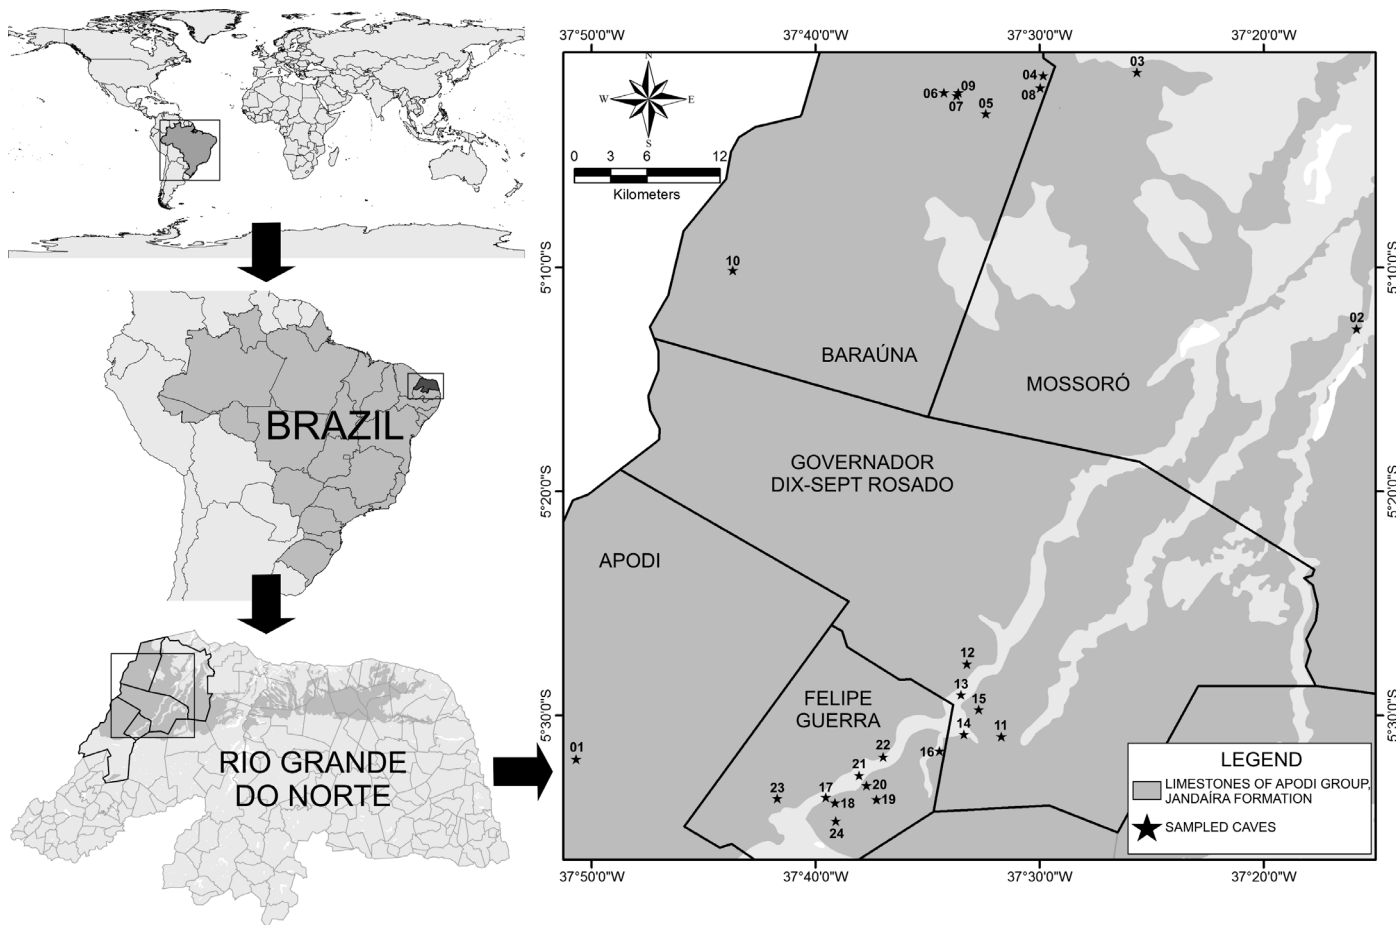 BRAZIL
RIO GRANDE
DO NORTE
37°50'0"W
37°40'0"W
37°30'0"W
37°20'0"W
N
W
E
S
0
3
6
12
Kilometers
03
04
09
06
07
05
08
10
5°10'0"S
5°10'0"S
02
BARAÚNA
MOSSORÓ
GOVERNADOR
DIX-SEPT ROSADO
5°20'0"S
5°20'0"S
APODI
12
13
15
FELIPE
GUERRA
14
11
5°30'0"S
5°30'0"S
01
22
16
21
23
17
20
18
19
24
LEGEND
LIMESTONES OF APODI GROUP,
JANDAÍRA FORMATION
SAMPLED CAVES
37°50'0"W
37°40'0"W
37°30'0"W
37°20'0"W